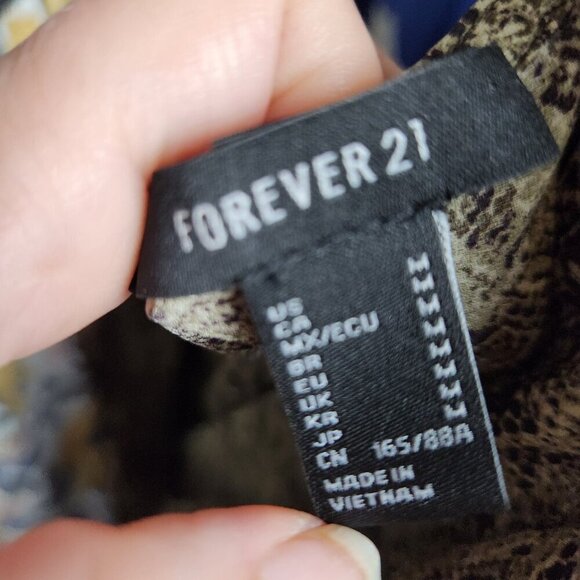 FOREVER 21
US M
CA M
MX/ECU M
BR M
EU M
UK M
KR M
JP M
CN 165/88A
MADE IN
VIETNAM